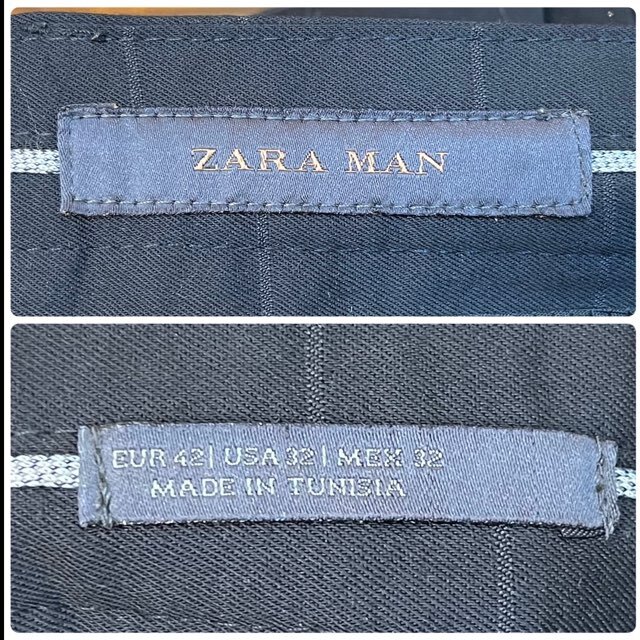 ZARA MAN
EUR 42 | USA 32 | MEX 32
MADE IN TUNISIA